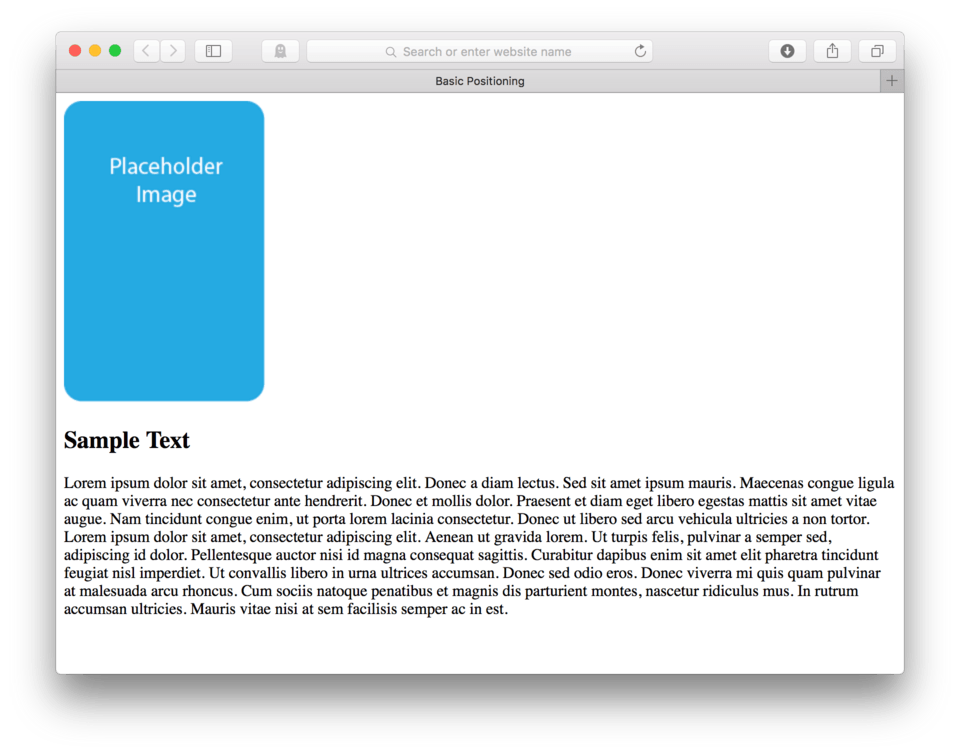 Search or enter website name
Basic Positioning
Placeholder
Image
Sample Text
Lorem ipsum dolor sit amet, consectetur adipiscing elit. Donec a diam lectus. Sed sit amet ipsum mauris. Maecenas congue ligula
ac quam viverra nec consectetur ante hendrerit. Donec et mollis dolor. Praesent et diam eget libero egestas mattis sit amet vitae
augue. Nam tincidunt congue enim, ut porta lorem lacinia consectetur. Donec ut libero sed arcu vehicula ultricies a non tortor.
Lorem ipsum dolor sit amet, consectetur adipiscing elit. Aenean ut gravida lorem. Ut turpis felis, pulvinar a semper sed,
adipiscing id dolor. Pellentesque auctor nisi id magna consequat sagittis. Curabitur dapibus enim sit amet elit pharetra tincidunt
feugiat nisl imperdiet. Ut convallis libero in urna ultrices accumsan. Donec sed odio eros. Donec viverra mi quis quam pulvinar
at malesuada arcu rhoncus. Cum sociis natoque penatibus et magnis dis parturient montes, nascetur ridiculus mus. In rutrum
accumsan ultricies. Mauris vitae nisi at sem facilisis semper ac in est.